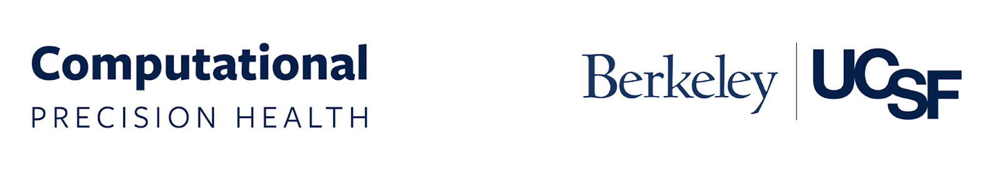 Computational
PRECISION HEALTH
Berkeley
UCSF